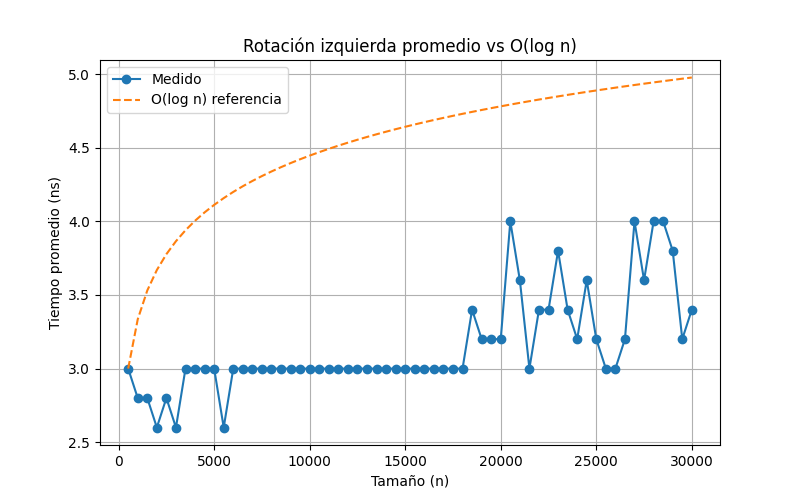 Rotación izquierda promedio vs O(log n)
Medido
O(log n) referencia
Tiempo promedio (ns)
5.0
4.5
4.0
3.5
3.0
2.5
0 5000 10000 15000 20000 25000 30000
Tamaño (n)